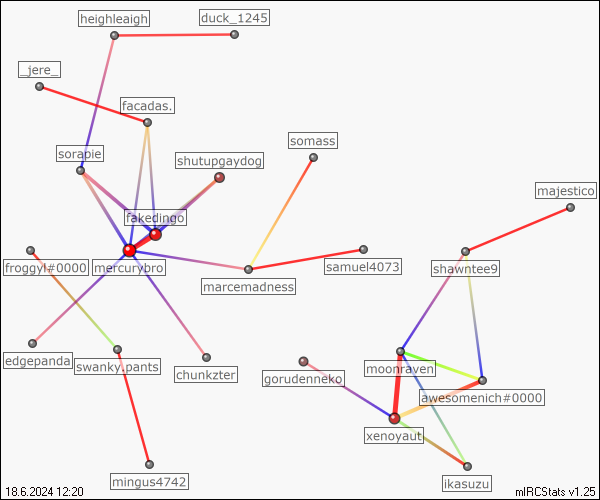 heighleaigh
duck_1245
_jere_
facadas.
somass
sorapie
shutupgaydog
majestico
fakedingo
froggyl#0000
mercurybro
samuel4073
shawntee9
marcemadness
edgepanda
swanky.pants
chunkzter
gorudenneko
moonraven
awesomenich#0000
xenoyaut
mingus4742
ikasuzu
18.6.2024 12:20
mIRCStats v1.25